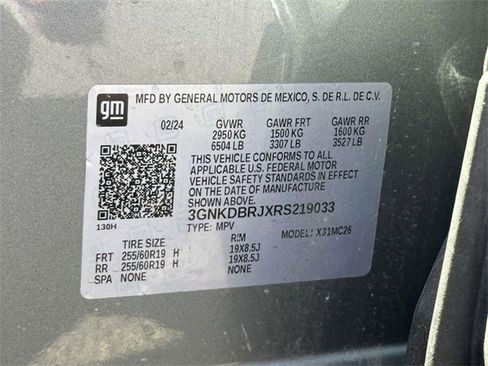 gm
MFD BY GENERAL MOTORS DE MEXICO, S. DE R.L. DE C.V.
02/24 GVWR GAWR FRT GAWR RR
2950 KG 1500 KG 1600 KG
6504 LB 3307 LB 3527 LB
THIS VEHICLE CONFORMS TO ALL
APPLICABLE U.S. FEDERAL MOTOR
VEHICLE SAFETY STANDARDS IN EFFECT
ON THE DATE OF MANUFACTURE
SHOWN ABOVE.
3GNKDBRJXRS219033
130H
TYPE: MPV MODEL: X31MC26
TIRE SIZE RIM
FRT 255/60R19 H 19X8.5J
RR 255/60R19 H 19X8.5J
SPA NONE NONE